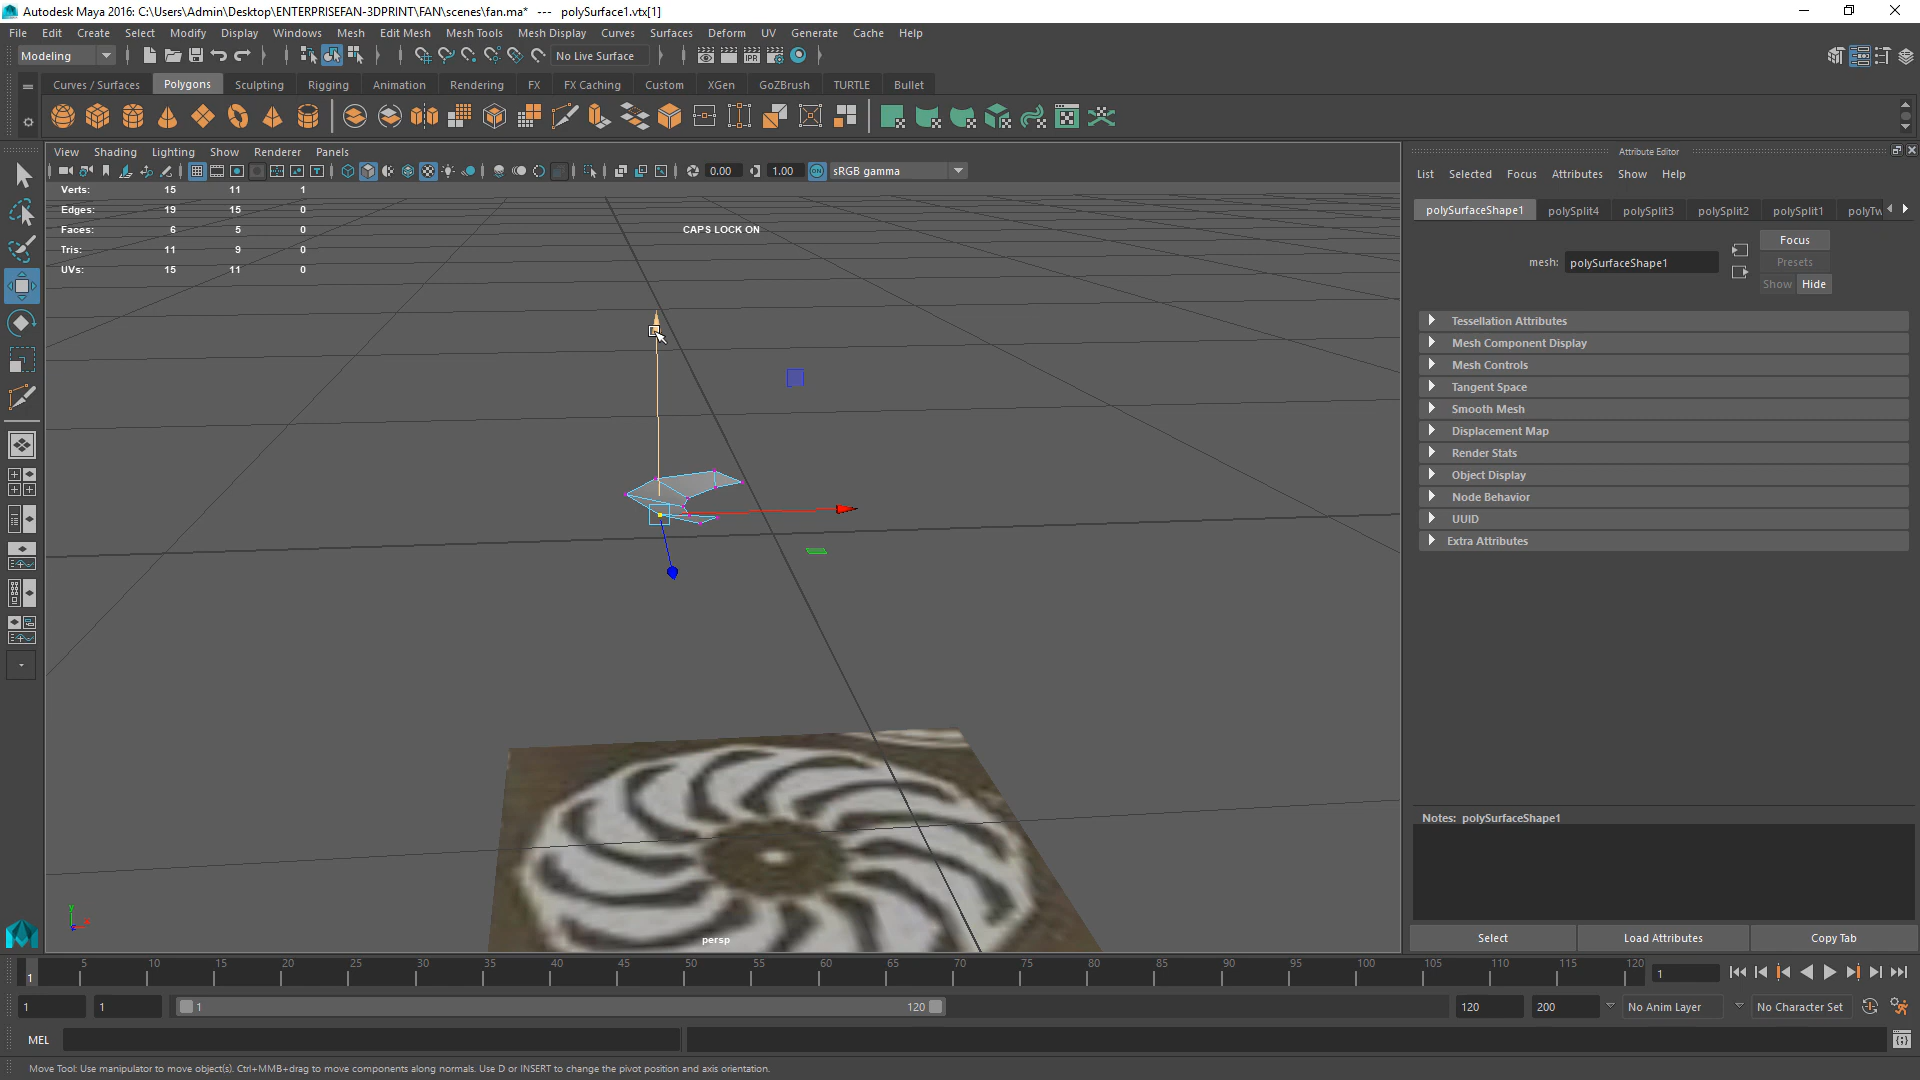 Autodesk Maya 2016: C:\Users\Admin\Desktop\ENTERPRISEFAN-3DPRINT\FAN\scenes\fan.ma* --- polySurface1.vtx[1]
File Edit Create Select Modify Display Windows Mesh Edit Mesh Mesh Tools Mesh Display Curves Surfaces Deform UV Generate Cache Help
Modeling No Live Surface
Curves / Surfaces Polygons Sculpting Rigging Animation Rendering FX FX Caching Custom XGen GoZBrush TURTLE Bullet
View Shading Lighting Show Renderer Panels
0.00 1.00 ON sRGB gamma
Verts: 15 11 1
Edges: 19 15 0
Faces: 6 5 0
Tris: 11 9 0
UVs: 15 11 0
CAPS LOCK ON
persp
Attribute Editor
List Selected Focus Attributes Show Help
polySurfaceShape1 polySplit4 polySplit3 polySplit2 polySplit1 polyTw
Focus
mesh: polySurfaceShape1
Presets
Show Hide
Tessellation Attributes
Mesh Component Display
Mesh Controls
Tangent Space
Smooth Mesh
Displacement Map
Render Stats
Object Display
Node Behavior
UUID
Extra Attributes
Notes: polySurfaceShape1
Select Load Attributes Copy Tab
1 5 10 15 20 25 30 35 40 45 50 55 60 65 70 75 80 85 90 95 100 105 110 115 120 1
1 1 1 120 120 200 No Anim Layer No Character Set
MEL
Move Tool: Use manipulator to move object(s). Ctrl+MMB+drag to move components along normals. Use D or INSERT to change the pivot position and axis orientation.